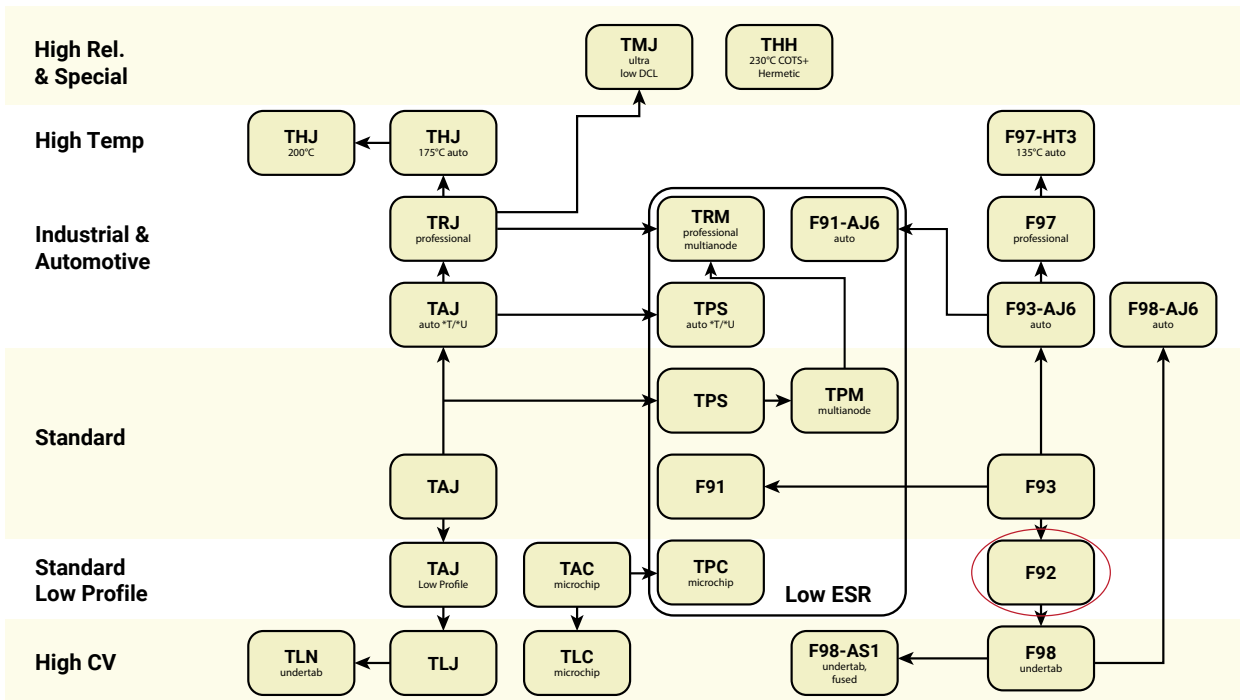 High Rel.
& Special
TMJ
ultra
low DCL
THH
230°C COTS+
Hermetic
High Temp
THJ
200°C
THJ
175°C auto
F97-HT3
135°C auto
Industrial &
Automotive
TRJ
professional
TRM
professional
multianode
F91-AJ6
auto
F97
professional
TAJ
auto *T/*U
TPS
auto *T/*U
F93-AJ6
auto
F98-AJ6
auto
Standard
TPS
TPM
multianode
TAJ
F91
F93
Standard
Low Profile
TAJ
Low Profile
TAC
microchip
TPC
microchip
Low ESR
F92
High CV
TLN
undertab
TLJ
TLC
microchip
F98-AS1
undertab,
fused
F98
undertab